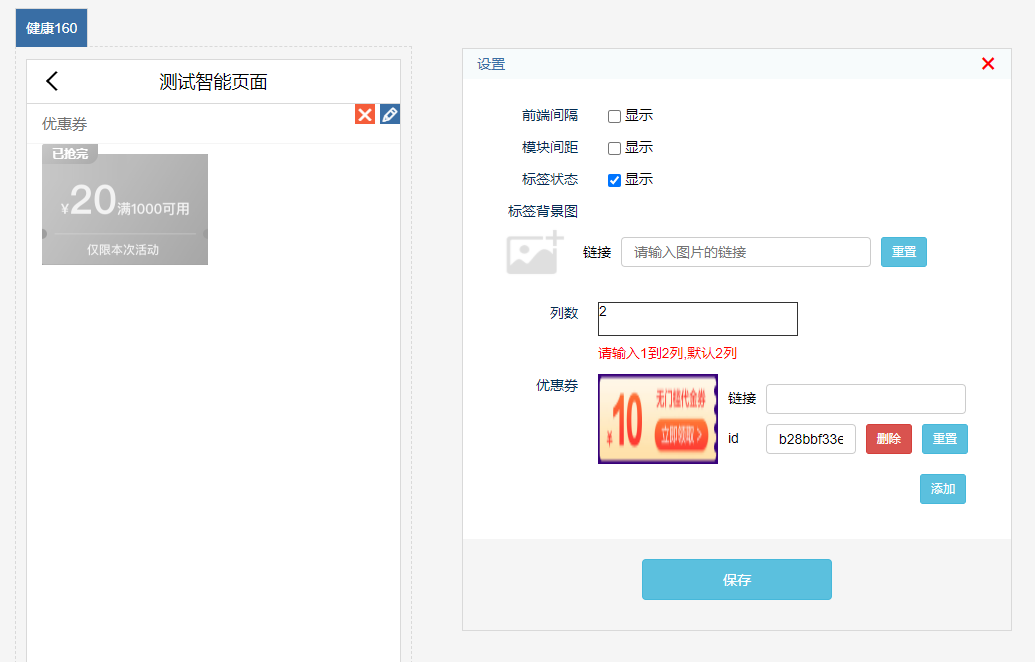 健康160
测试智能页面
优惠券
已抢完
¥20满1000可用
仅限本次活动
设置
前端间隔 显示
模块间距 显示
标签状态 显示
标签背景图
链接 请输入图片的链接 重置
列数 2
请输入1到2列,默认2列
优惠券
无门槛代金券
¥10
立即领取
链接
id b28bbf33e 删除 重置
添加
保存